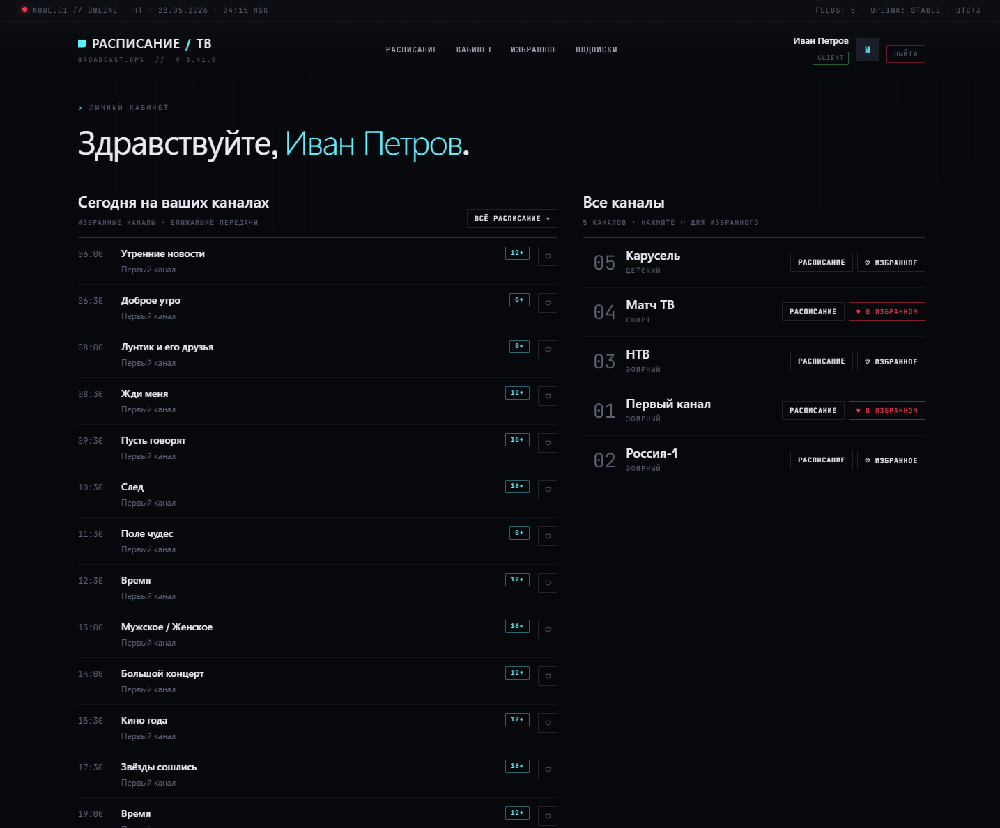 NODE.01 // ONLINE · ЧТ · 28.05.2026 · 04:15 MSK
FEEDS: 5 · UPLINK: STABLE · UTC+3
РАСПИСАНИЕ / ТВ
BROADCAST.OPS // V 3.41.0
РАСПИСАНИЕ КАБИНЕТ ИЗБРАННОЕ ПОДПИСКИ
Иван Петров
CLIENT
И
ВЫЙТИ
› ЛИЧНЫЙ КАБИНЕТ
Здравствуйте, Иван Петров.
Сегодня на ваших каналах
ИЗБРАННЫЕ КАНАЛЫ · БЛИЖАЙШИЕ ПЕРЕДАЧИ
ВСЁ РАСПИСАНИЕ →
06:00 Утренние новости 12+ ♡
Первый канал
06:30 Доброе утро 6+ ♡
Первый канал
08:00 Лунтик и его друзья 0+ ♡
Первый канал
08:30 Жди меня 12+ ♡
Первый канал
09:30 Пусть говорят 16+ ♡
Первый канал
10:30 След 16+ ♡
Первый канал
11:30 Поле чудес 0+ ♡
Первый канал
12:30 Время 12+ ♡
Первый канал
13:00 Мужское / Женское 16+ ♡
Первый канал
14:00 Большой концерт 12+ ♡
Первый канал
15:30 Кино года 12+ ♡
Первый канал
17:30 Звёзды сошлись 16+ ♡
Первый канал
19:00 Время 12+ ♡
Все каналы
5 КАНАЛОВ · НАЖМИТЕ ♡ ДЛЯ ИЗБРАННОГО
05 Карусель РАСПИСАНИЕ ♡ ИЗБРАННОЕ
ДЕТСКИЙ
04 Матч ТВ РАСПИСАНИЕ ♥ В ИЗБРАННОМ
СПОРТ
03 НТВ РАСПИСАНИЕ ♡ ИЗБРАННОЕ
ЭФИРНЫЙ
01 Первый канал РАСПИСАНИЕ ♥ В ИЗБРАННОМ
ЭФИРНЫЙ
02 Россия-1 РАСПИСАНИЕ ♡ ИЗБРАННОЕ
ЭФИРНЫЙ